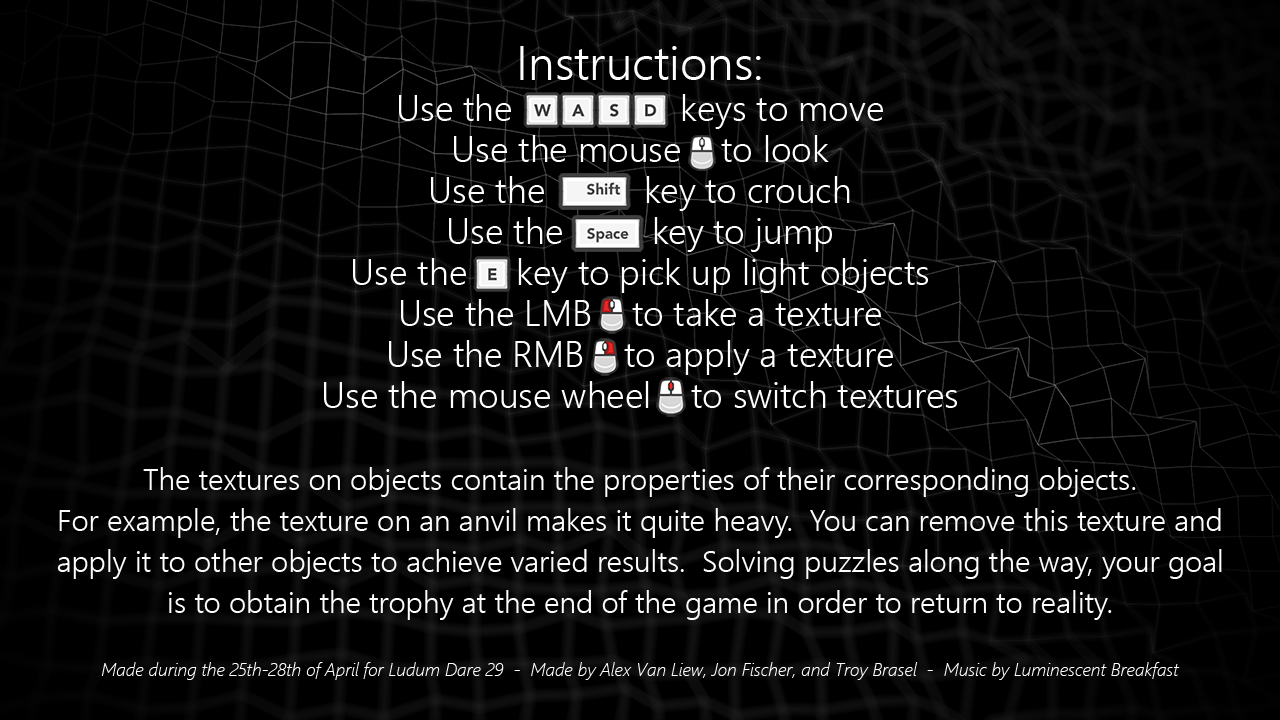 Instructions:
Use the W A S D keys to move
Use the mouse to look
Use the Shift key to crouch
Use the Space key to jump
Use the E key to pick up light objects
Use the LMB to take a texture
Use the RMB to apply a texture
Use the mouse wheel to switch textures
The textures on objects contain the properties of their corresponding objects.
For example, the texture on an anvil makes it quite heavy.  You can remove this texture and
apply it to other objects to achieve varied results.  Solving puzzles along the way, your goal
is to obtain the trophy at the end of the game in order to return to reality.
Made during the 25th-28th of April for Ludum Dare 29  -  Made by Alex Van Liew, Jon Fischer, and Troy Brasel  -  Music by Luminescent Breakfast